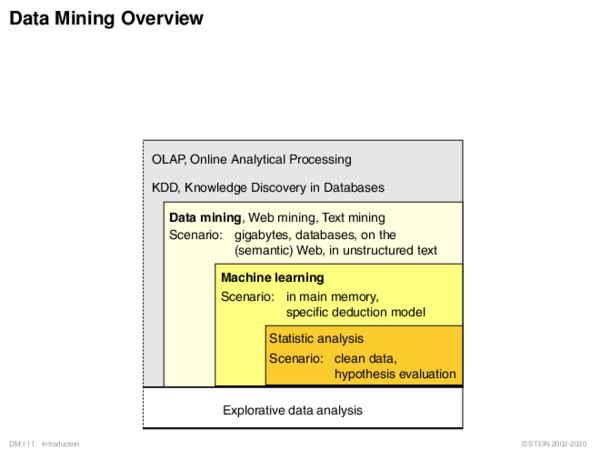 Data Mining Overview
OLAP, Online Analytical Processing
KDD, Knowledge Discovery in Databases
Data mining, Web mining, Text mining
Scenario: gigabytes, databases, on the
(semantic) Web, in unstructured text
Machine learning
Scenario: in main memory,
specific deduction model
Statistic analysis
Scenario: clean data,
hypothesis evaluation
Explorative data analysis
DM:I-11 Introduction
© STEIN 2002-2020